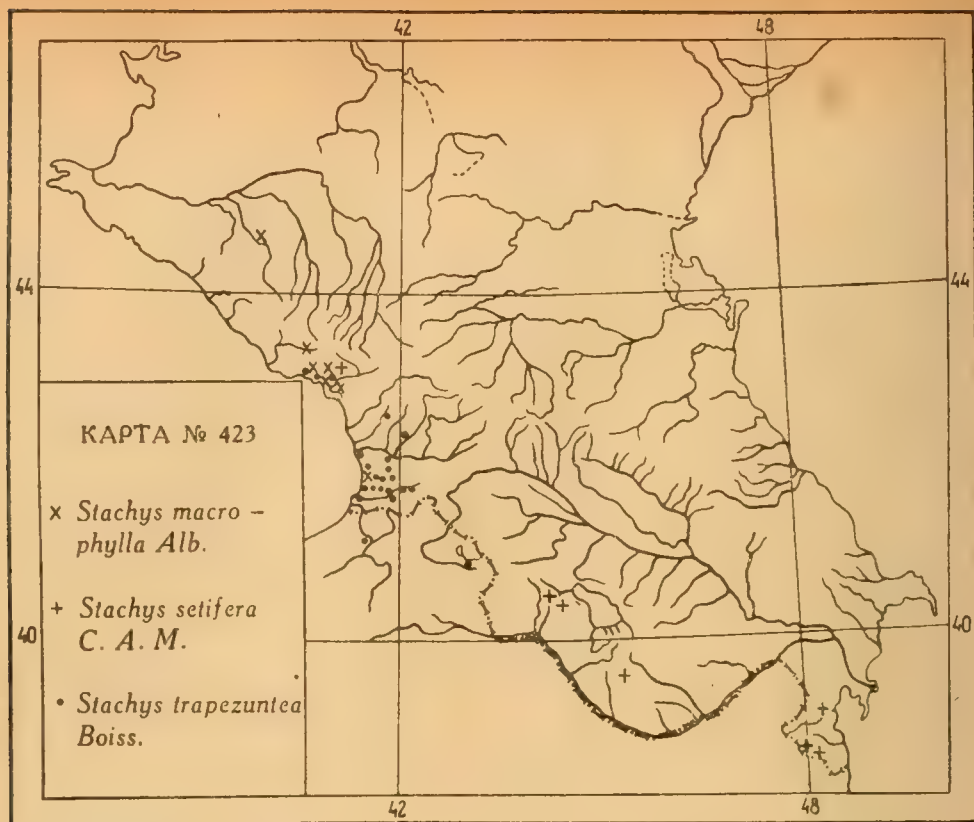 42
48
44
44
КАРТА № 423
× Stachys macro –
phylla Alb.
+ Stachys setifera
C. A. M.
• Stachys trapezuntea
Boiss.
40
40
42
48